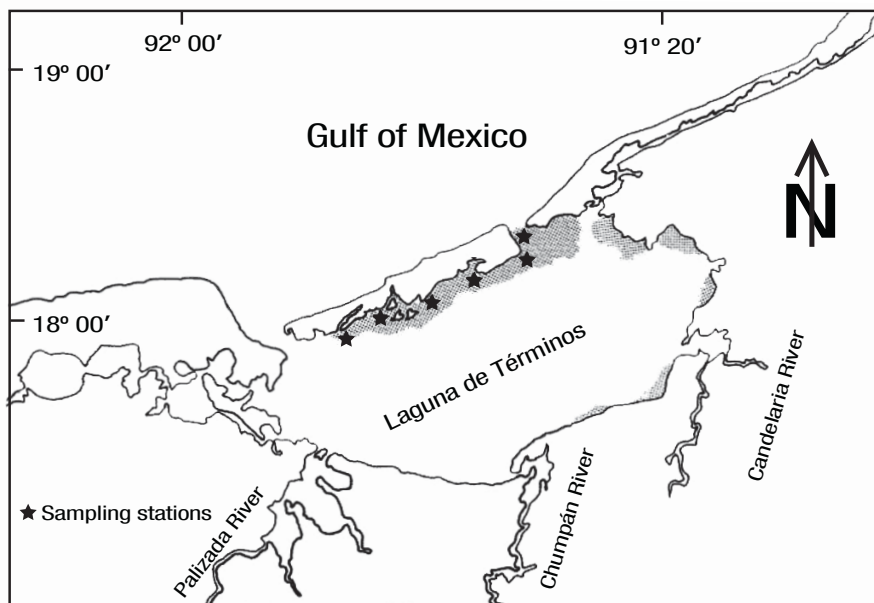 92º 00′
91º 20′
19º 00′
Gulf of Mexico
N
18º 00′
Laguna de Términos
Candelaria River
Chumpán River
Palizada River
★ Sampling stations